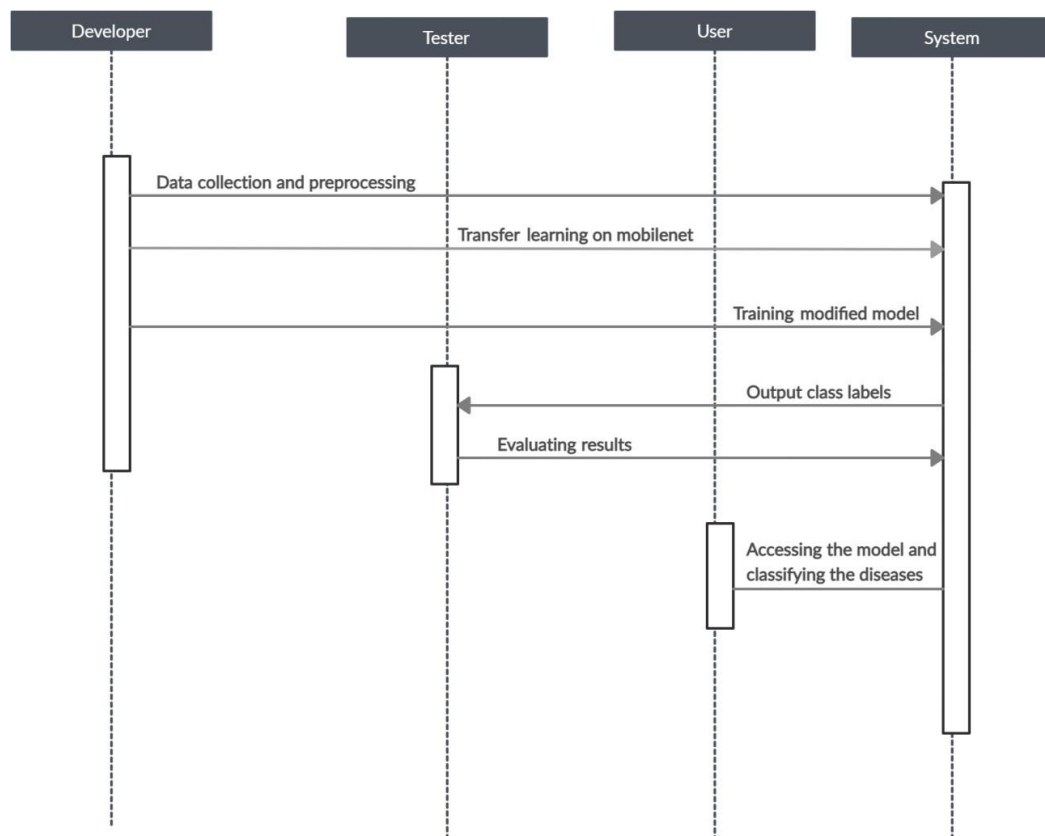 Developer
Tester
User
System
Data collection and preprocessing
Transfer learning on mobilenet
Training modified model
Output class labels
Evaluating results
Accessing the model and
classifying the diseases